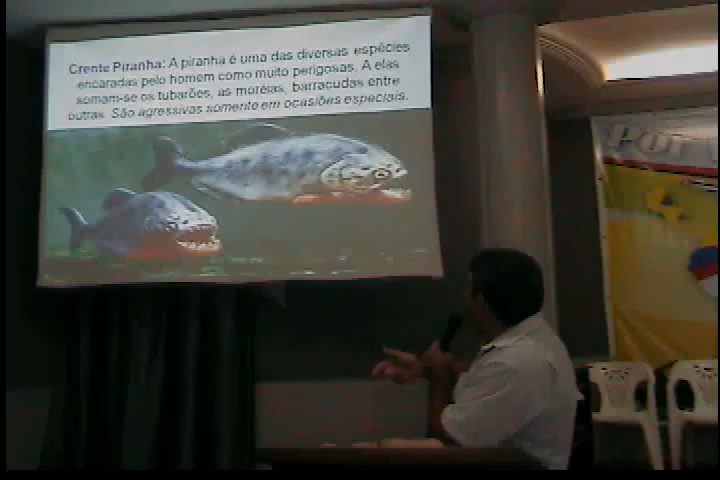 Crente Piranha: A piranha é uma das diversas espécies
encaradas pelo homem como muito perigosas. A elas
somam-se os tubarões, as moréias, barracudas entre
outras. São agressivas somente em ocasiões especiais.
POR